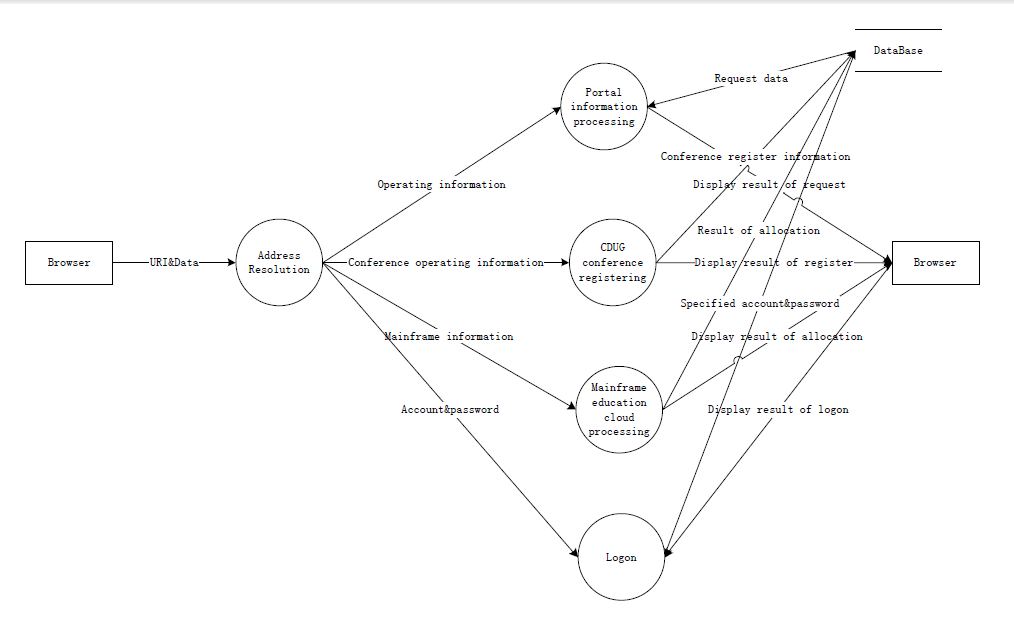 DataBase
Request data
Portal
information
processing
Conference register information
Operating information
Display result of request
Result of allocation
Browser
URI&Data
Address
Resolution
Conference operating information
CDUG
conference
registering
Display result of register
Browser
Specified account&password
Mainframe information
Display result of allocation
Mainframe
education
cloud
processing
Account&password
Display result of logon
Logon